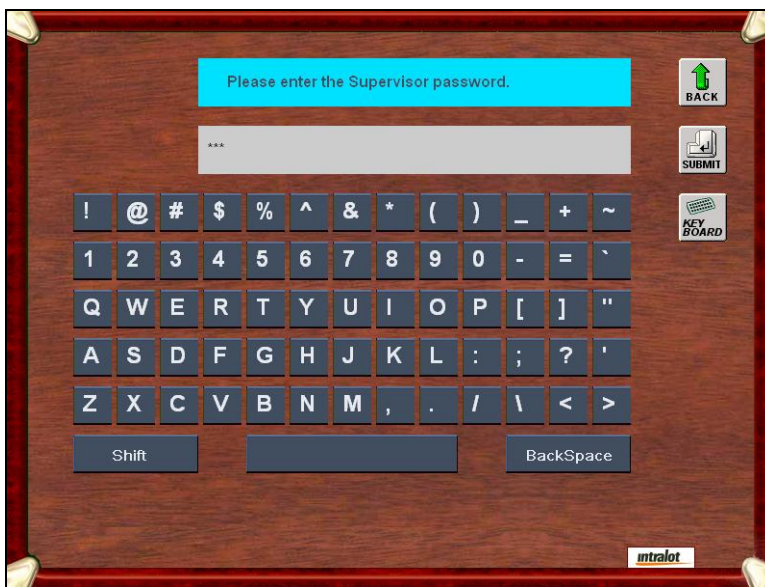 Please enter the Supervisor password.
BACK
***
SUBMIT
! @ # $ % ^ & * ( ) _ + ~
KEY
BOARD
1 2 3 4 5 6 7 8 9 0 - = `
Q W E R T Y U I O P [ ] "
A S D F G H J K L : ; ? '
Z X C V B N M , . / \ < >
Shift BackSpace
intralot